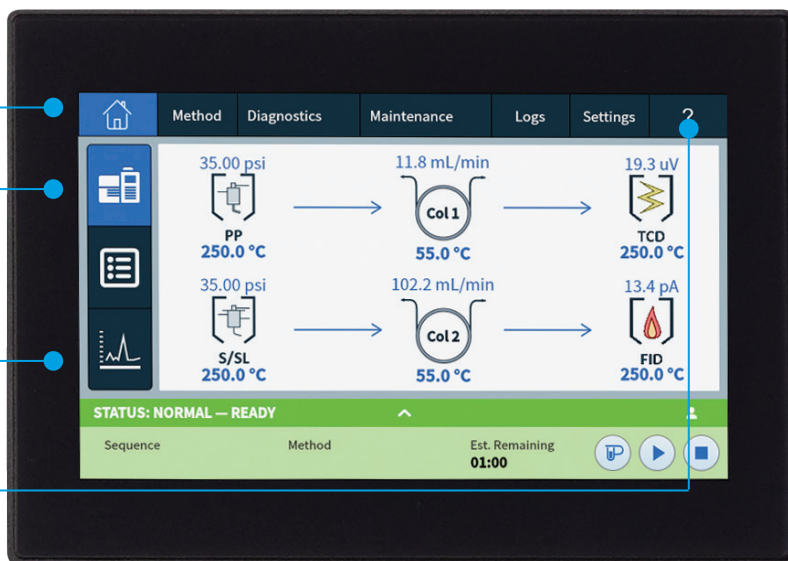 Method Diagnostics Maintenance Logs Settings ?
35.00 psi 11.8 mL/min 19.3 uV
Col 1
PP TCD
250.0 °C 55.0 °C 250.0 °C
35.00 psi 102.2 mL/min 13.4 pA
Col 2
S/SL FID
250.0 °C 55.0 °C 250.0 °C
STATUS: NORMAL — READY
Sequence Method Est. Remaining
01:00